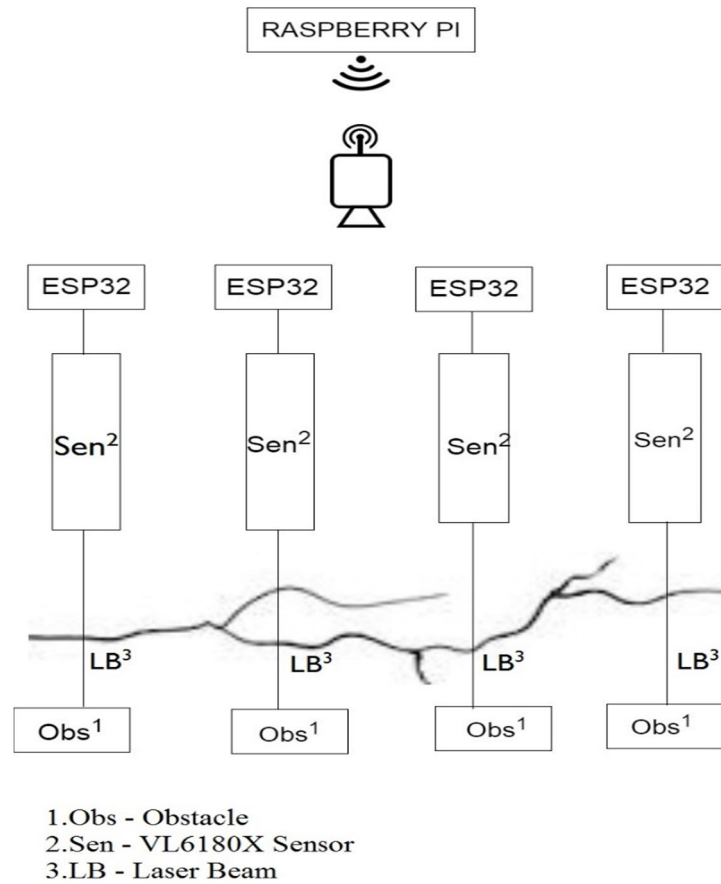 RASPBERRY PI
ESP32 ESP32 ESP32 ESP32
Sen² Sen² Sen² Sen²
LB³ LB³ LB³ LB³
Obs¹ Obs¹ Obs¹ Obs¹
1.Obs - Obstacle
2.Sen - VL6180X Sensor
3.LB - Laser Beam